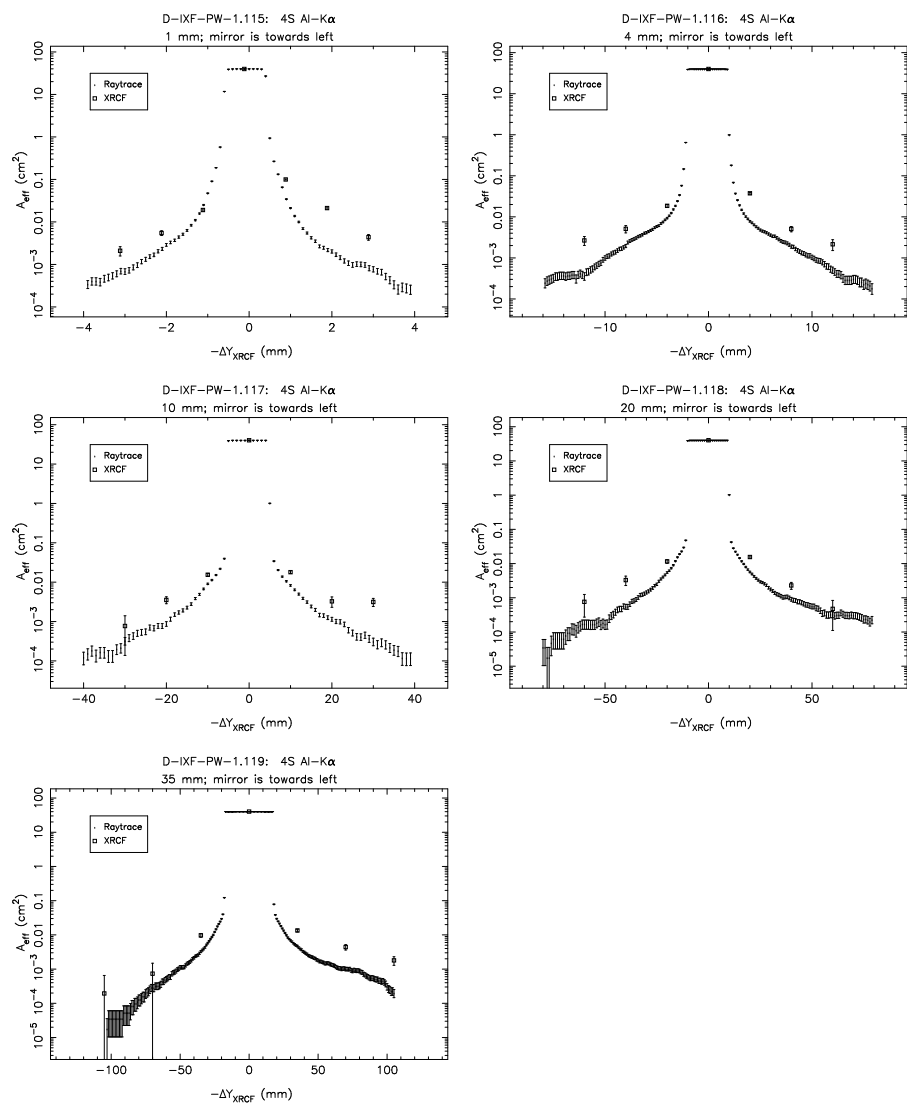 D-IXF-PW-1.115: 4S Al-Kα
1 mm; mirror is towards left
Raytrace
XRCF
A_eff (cm²)
100
10
1
0.1
0.01
10⁻³
10⁻⁴
−4
−2
0
2
4
−ΔY_XRCF (mm)
D-IXF-PW-1.116: 4S Al-Kα
4 mm; mirror is towards left
Raytrace
XRCF
A_eff (cm²)
100
10
1
0.1
0.01
10⁻³
10⁻⁴
−10
0
10
−ΔY_XRCF (mm)
D-IXF-PW-1.117: 4S Al-Kα
10 mm; mirror is towards left
Raytrace
XRCF
A_eff (cm²)
100
10
1
0.1
0.01
10⁻³
10⁻⁴
−40
−20
0
20
40
−ΔY_XRCF (mm)
D-IXF-PW-1.118: 4S Al-Kα
20 mm; mirror is towards left
Raytrace
XRCF
A_eff (cm²)
100
10
1
0.1
0.01
10⁻³
10⁻⁴
10⁻⁵
−50
0
50
−ΔY_XRCF (mm)
D-IXF-PW-1.119: 4S Al-Kα
35 mm; mirror is towards left
Raytrace
XRCF
A_eff (cm²)
100
10
1
0.1
0.01
10⁻³
10⁻⁴
10⁻⁵
−100
−50
0
50
100
−ΔY_XRCF (mm)